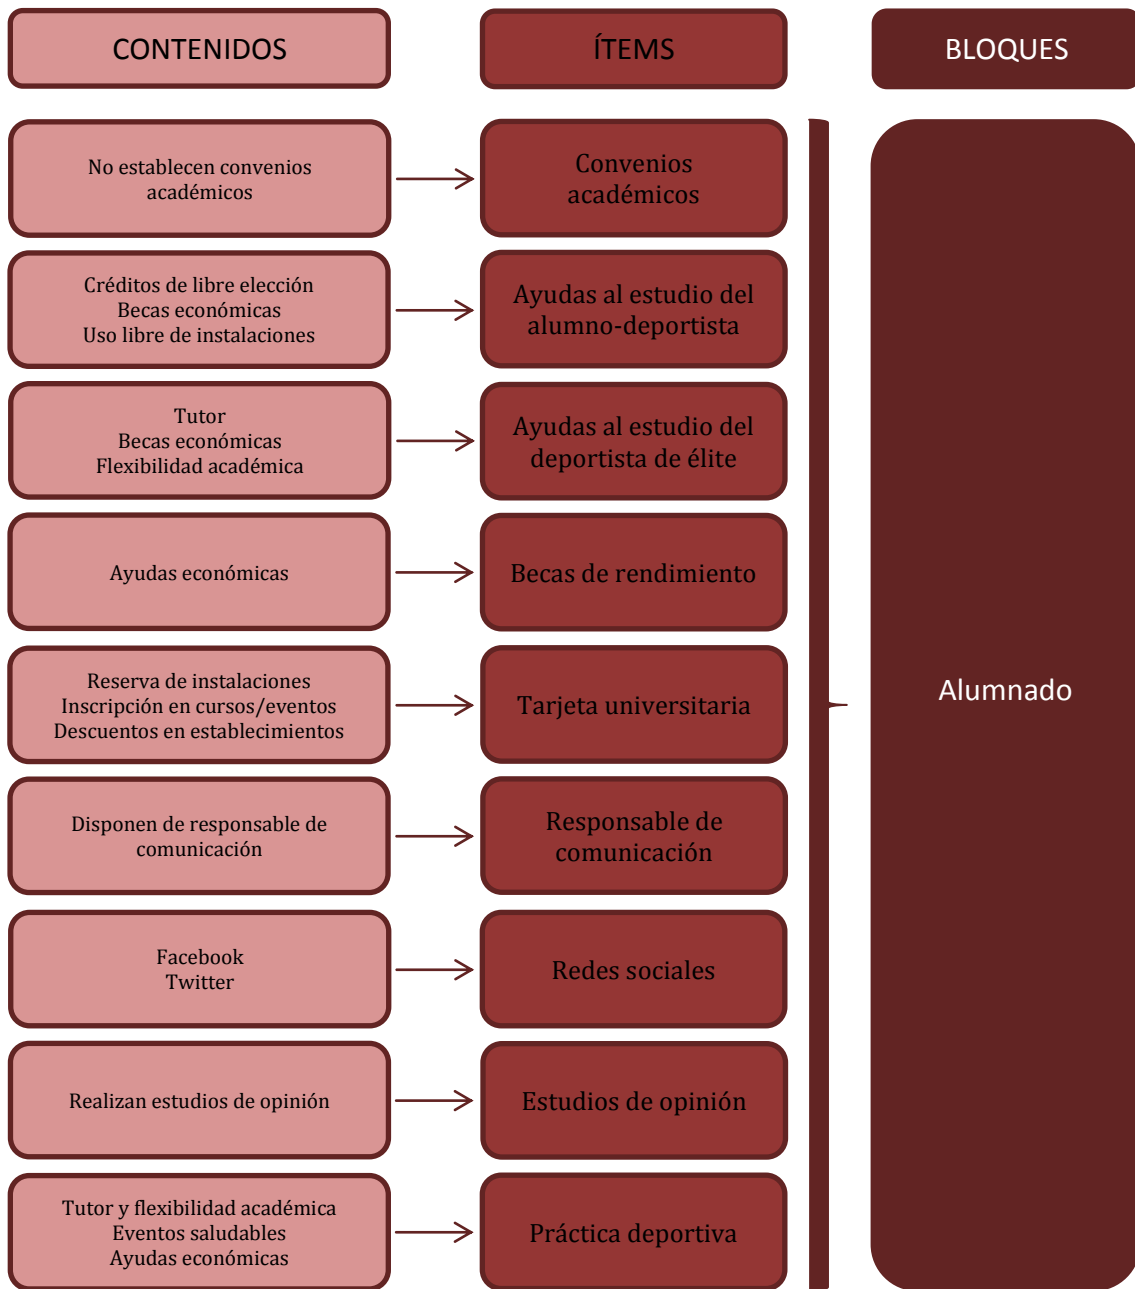 CONTENIDOS
ÍTEMS
BLOQUES
No establecen convenios
académicos
Convenios
académicos
Créditos de libre elección
Becas económicas
Uso libre de instalaciones
Ayudas al estudio del
alumno-deportista
Tutor
Becas económicas
Flexibilidad académica
Ayudas al estudio del
deportista de élite
Ayudas económicas
Becas de rendimiento
Reserva de instalaciones
Inscripción en cursos/eventos
Descuentos en establecimientos
Tarjeta universitaria
Disponen de responsable de
comunicación
Responsable de
comunicación
Facebook
Twitter
Redes sociales
Realizan estudios de opinión
Estudios de opinión
Tutor y flexibilidad académica
Eventos saludables
Ayudas económicas
Práctica deportiva
Alumnado